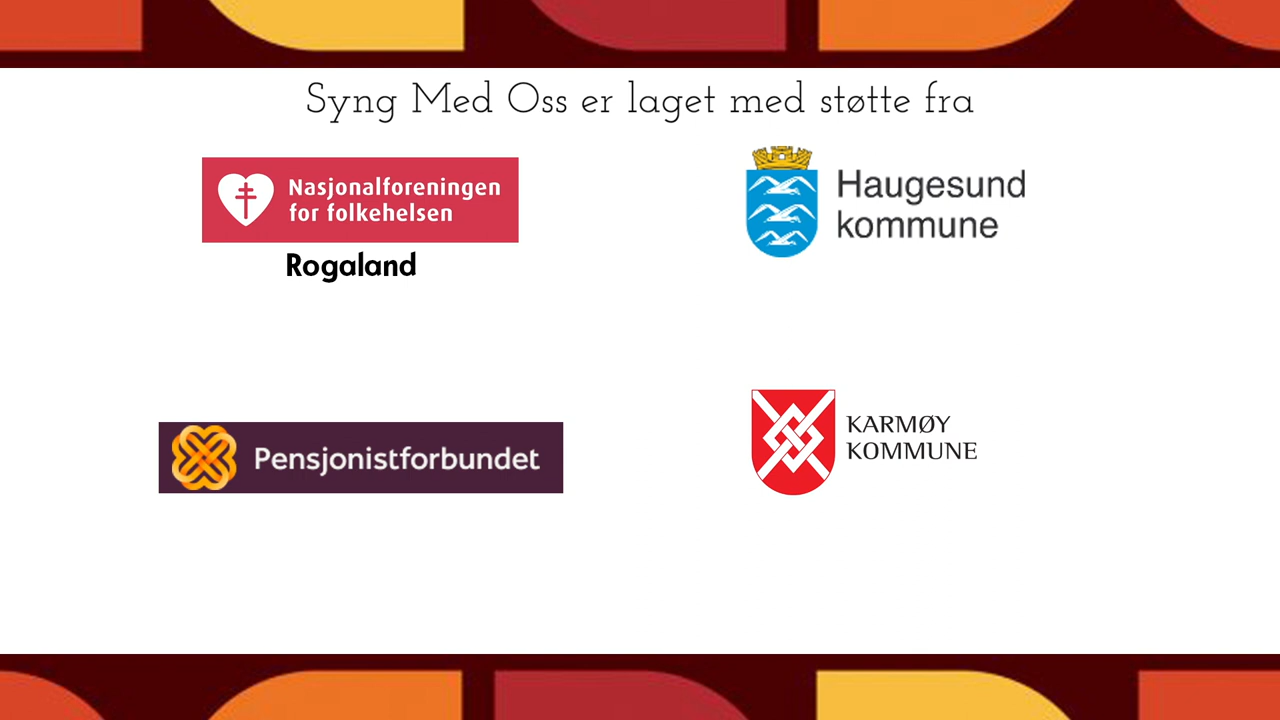 Syng Med Oss er laget med støtte fra
Nasjonalforeningen
for folkehelsen
Rogaland
Haugesund
kommune
Pensjonistforbundet
KARMØY
KOMMUNE